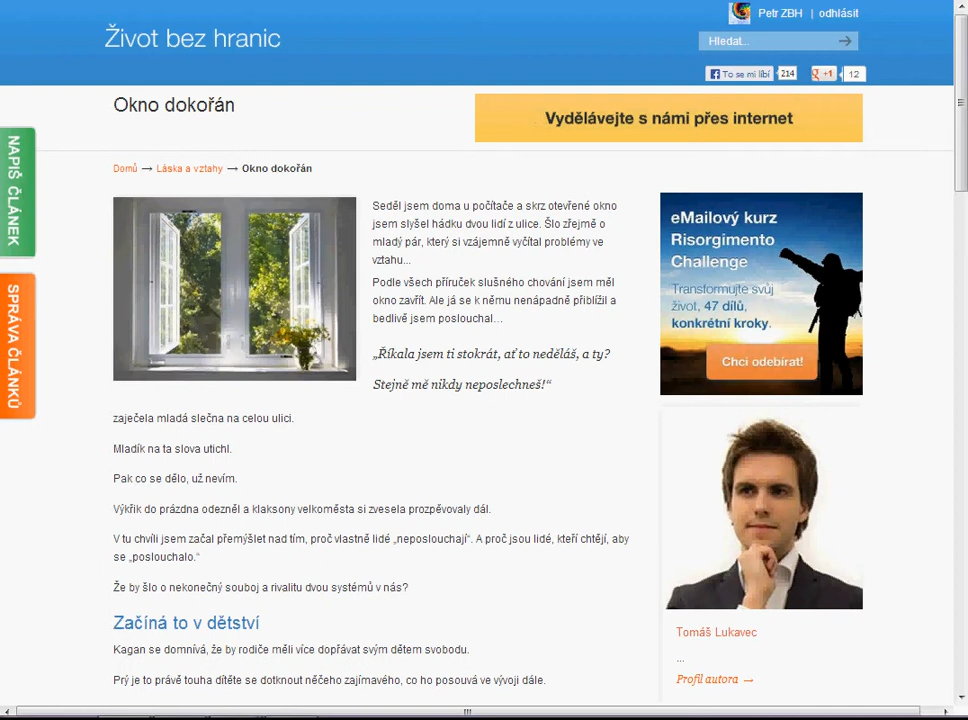 Petr ZBH | odhlásit
Život bez hranic
Hledat...
To se mi líbí 214 +1 12
Okno dokořán
Vydělávejte s námi přes internet
NAPIŠ ČLÁNEK
SPRÁVA ČLÁNKŮ
Domů → Láska a vztahy → Okno dokořán
Seděl jsem doma u počítače a skrz otevřené okno
jsem slyšel hádku dvou lidí z ulice. Šlo zřejmě o
mladý pár, který si vzájemně vyčítal problémy ve
vztahu...
Podle všech příruček slušného chování jsem měl
okno zavřít. Ale já se k němu nenápadně přiblížil a
bedlivě jsem poslouchal…
„Říkala jsem ti stokrát, ať to neděláš, a ty?
Stejně mě nikdy neposlechneš!“
zaječela mladá slečna na celou ulici.
Mladík na ta slova utichl.
Pak co se dělo, už nevím.
Výkřik do prázdna odezněl a klaksony velkoměsta si zvesela prozpěvovaly dál.
V tu chvíli jsem začal přemýšlet nad tím, proč vlastně lidé „neposlouchají“. A proč jsou lidé, kteří chtějí, aby
se „poslouchalo.“
Že by šlo o nekonečný souboj a rivalitu dvou systémů v nás?
Začíná to v dětství
Kagan se domnívá, že by rodiče měli více dopřávat svým dětem svobodu.
Prý je to právě touha dítěte se dotknout něčeho zajímavého, co ho posouvá ve vývoji dále.
eMailový kurz
Risorgimento
Challenge
Transformujte svůj
život, 47 dílů,
konkrétní kroky.
Chci odebírat!
Tomáš Lukavec
...
Profil autora →